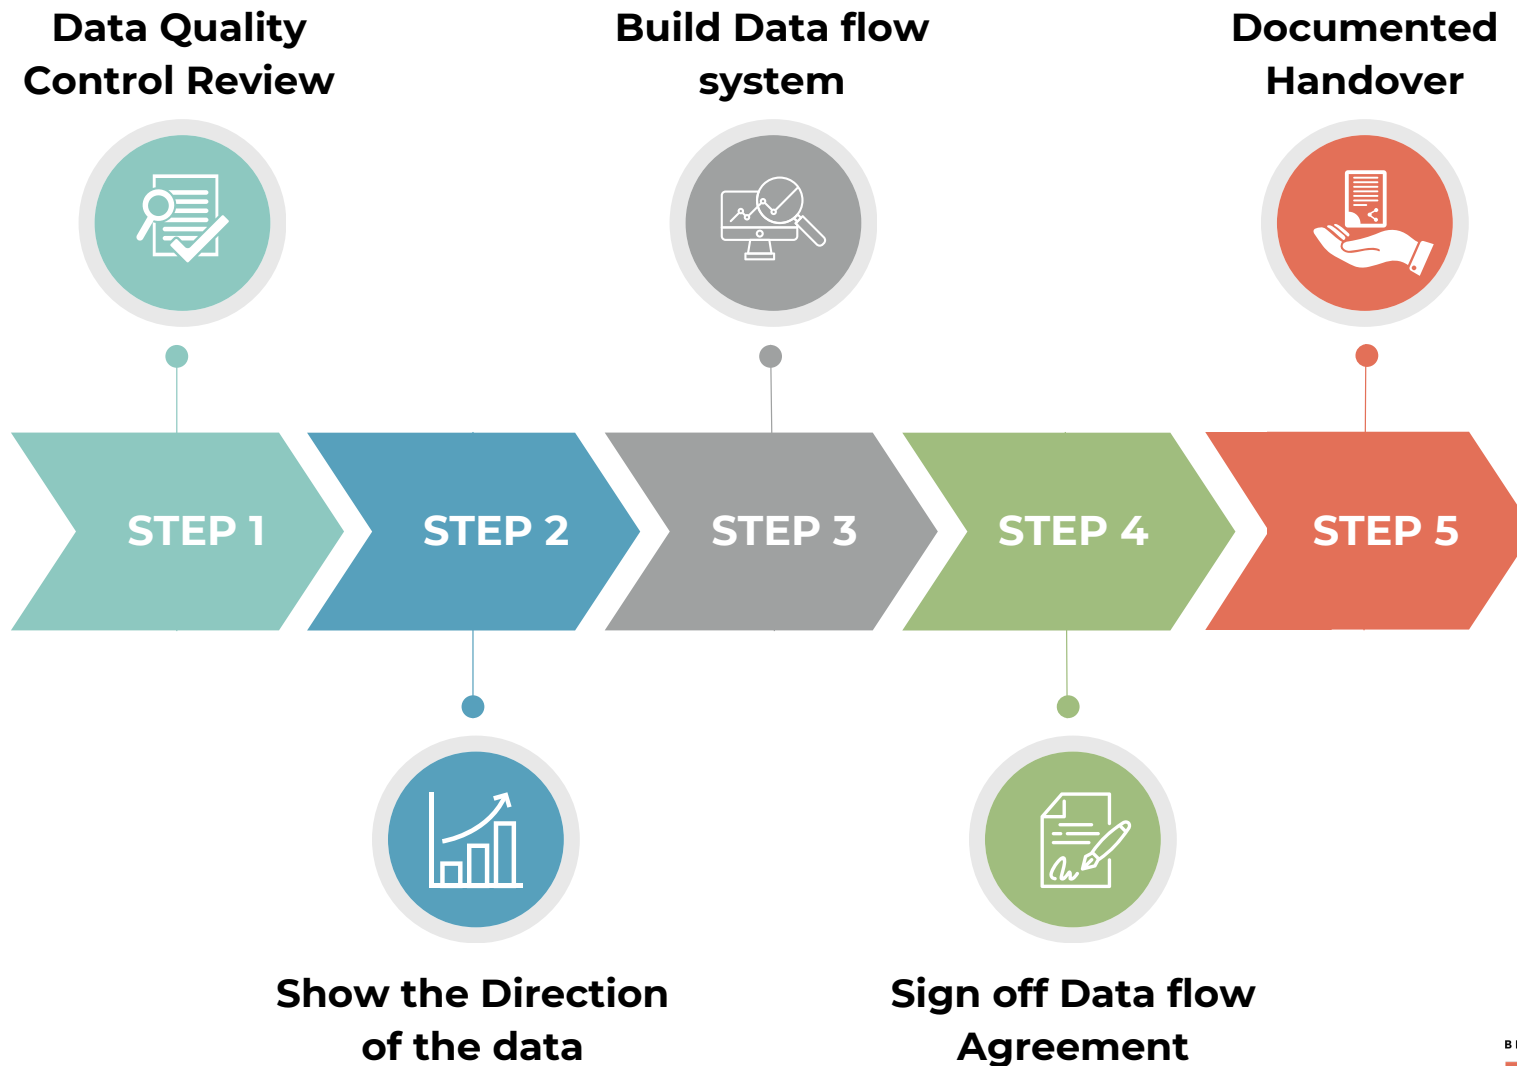 Data Quality
Control Review
Build Data flow
system
Documented
Handover
STEP 1
STEP 2
STEP 3
STEP 4
STEP 5
Show the Direction
of the data
Sign off Data flow
Agreement